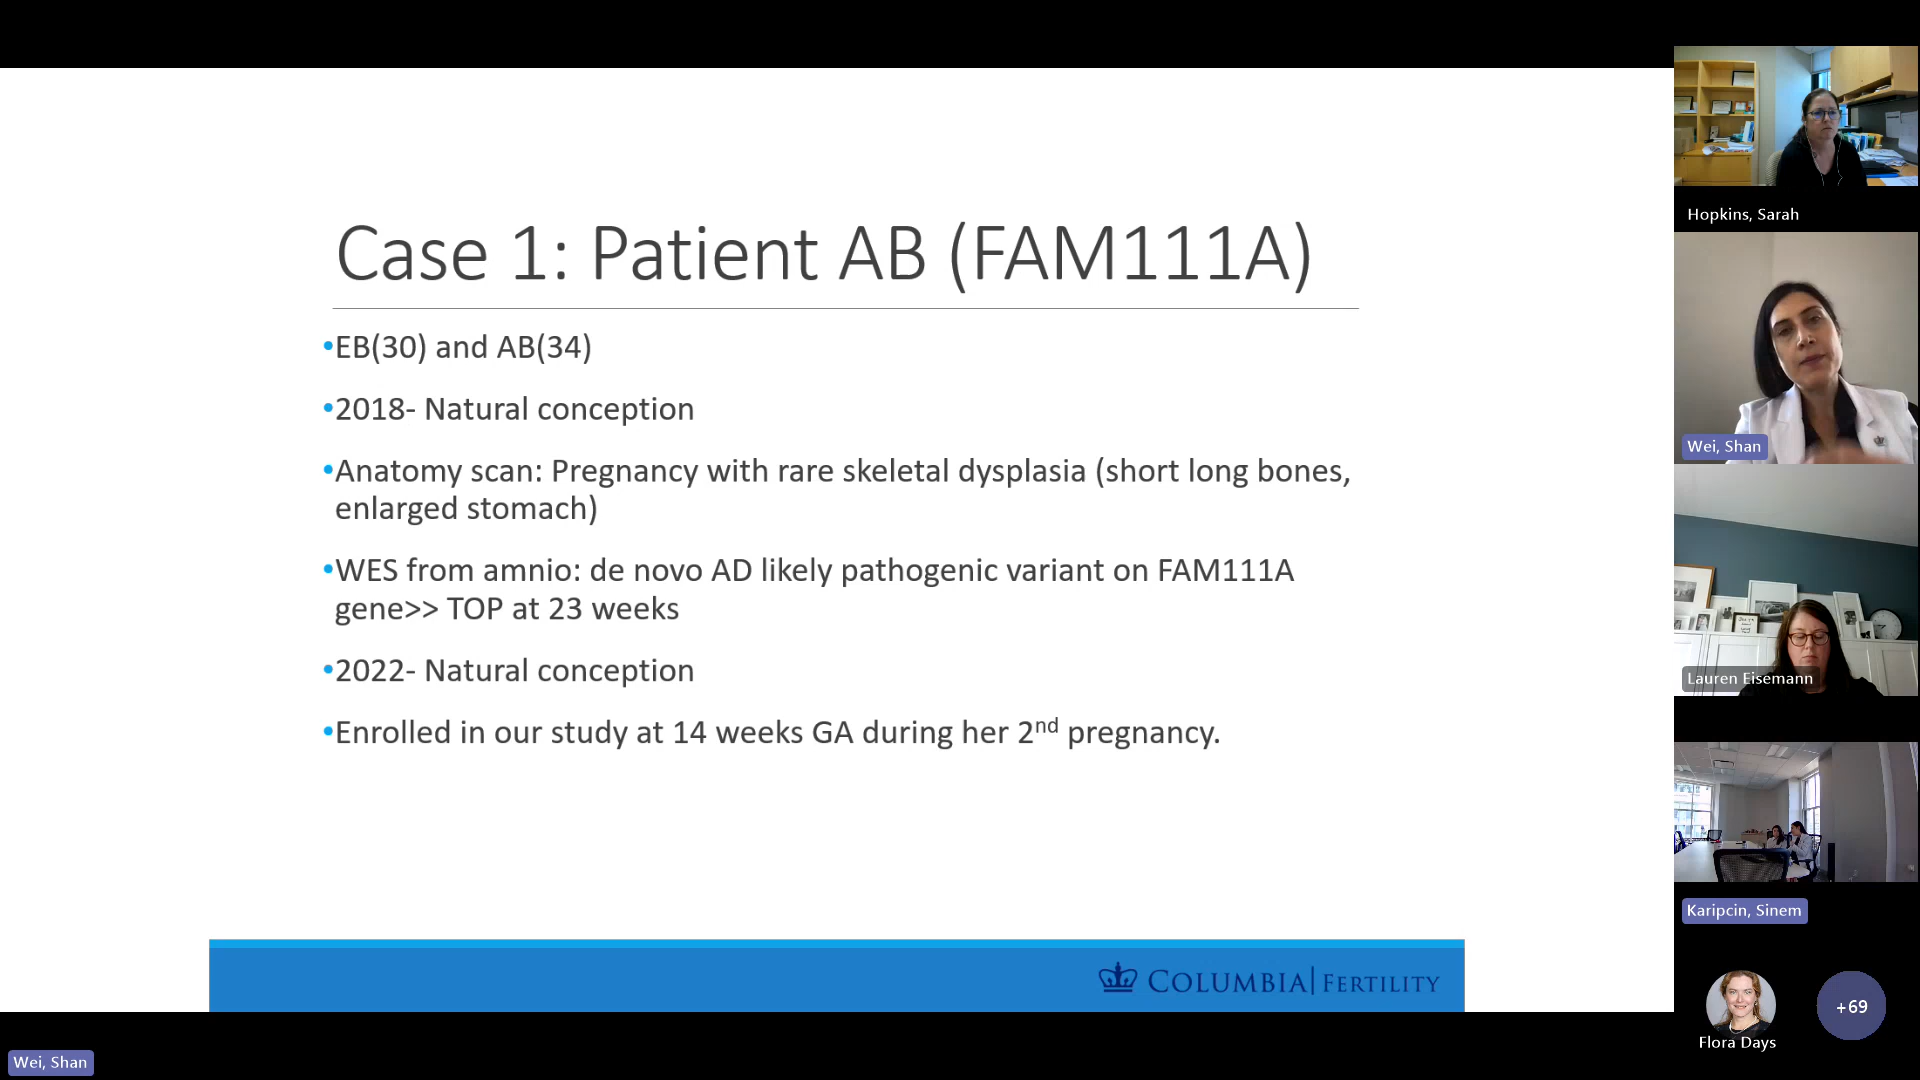 Case 1: Patient AB (FAM111A)
•EB(30) and AB(34)
•2018- Natural conception
•Anatomy scan: Pregnancy with rare skeletal dysplasia (short long bones,
enlarged stomach)
•WES from amnio: de novo AD likely pathogenic variant on FAM111A
gene>> TOP at 23 weeks
•2022- Natural conception
•Enrolled in our study at 14 weeks GA during her 2nd pregnancy.
COLUMBIA | FERTILITY
Hopkins, Sarah
Wei, Shan
Lauren Eisemann
Karipcin, Sinem
Flora Days
+69
Wei, Shan